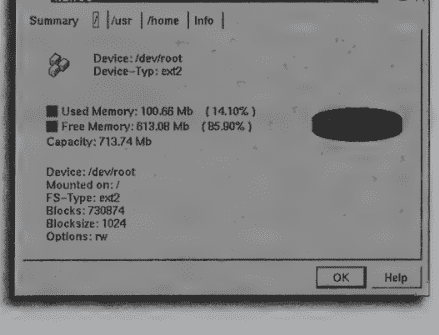 Summary / /usr /home Info
Device: /dev/root
Device-Typ: ext2
Used Memory: 100.66 Mb (14.10%)
Free Memory: 613.08 Mb (85.90%)
Capacity: 713.74 Mb
Device: /dev/root
Mounted on: /
FS-Type: ext2
Blocks: 730874
Blocksize: 1024
Options: rw
OK Help